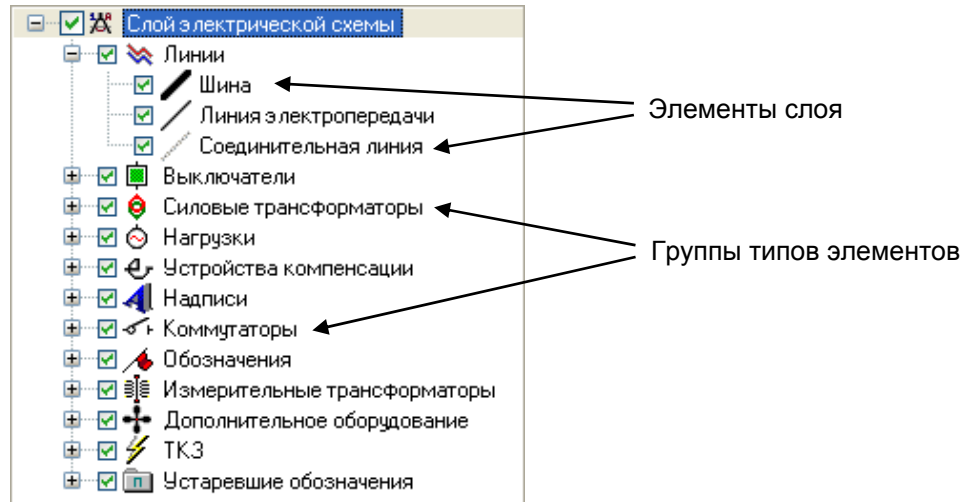 Слой электрической схемы
Линии
Шина
Линия электропередачи
Соединительная линия
Выключатели
Силовые трансформаторы
Нагрузки
Устройства компенсации
Надписи
Коммутаторы
Обозначения
Измерительные трансформаторы
Дополнительное оборудование
ТКЗ
Устаревшие обозначения
Элементы слоя
Группы типов элементов